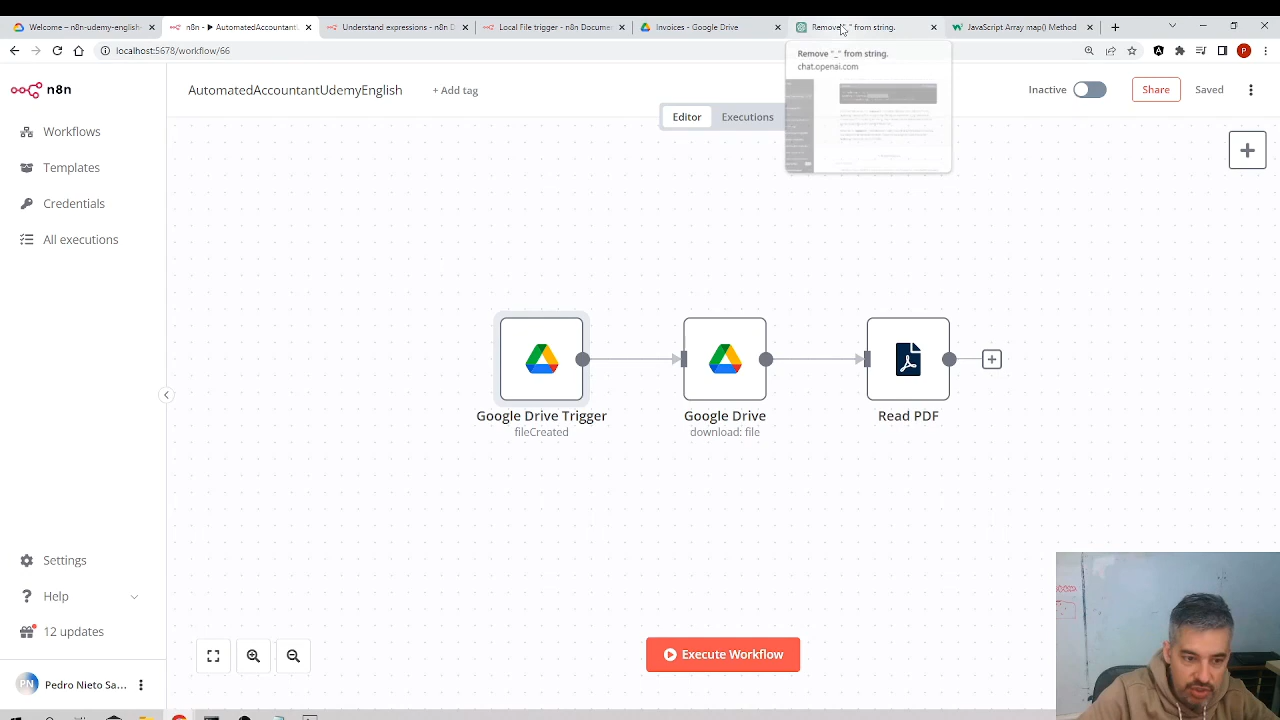 Welcome ~ n8n-udemy-english
n8n - ▶ AutomatedAccountant
Understand expressions - n8n D
Local File trigger - n8n Docume
Invoices - Google Drive
Remove "_" from string.
JavaScript Array map() Method
localhost:5678/workflow/66
Remove "_" from string.
chat.openai.com
n8n
AutomatedAccountantUdemyEnglish
+ Add tag
Inactive
Share
Saved
Editor
Executions
Workflows
Templates
Credentials
All executions
Google Drive Trigger
fileCreated
Google Drive
download: file
Read PDF
Settings
Help
12 updates
Execute Workflow
PN
Pedro Nieto Sa...